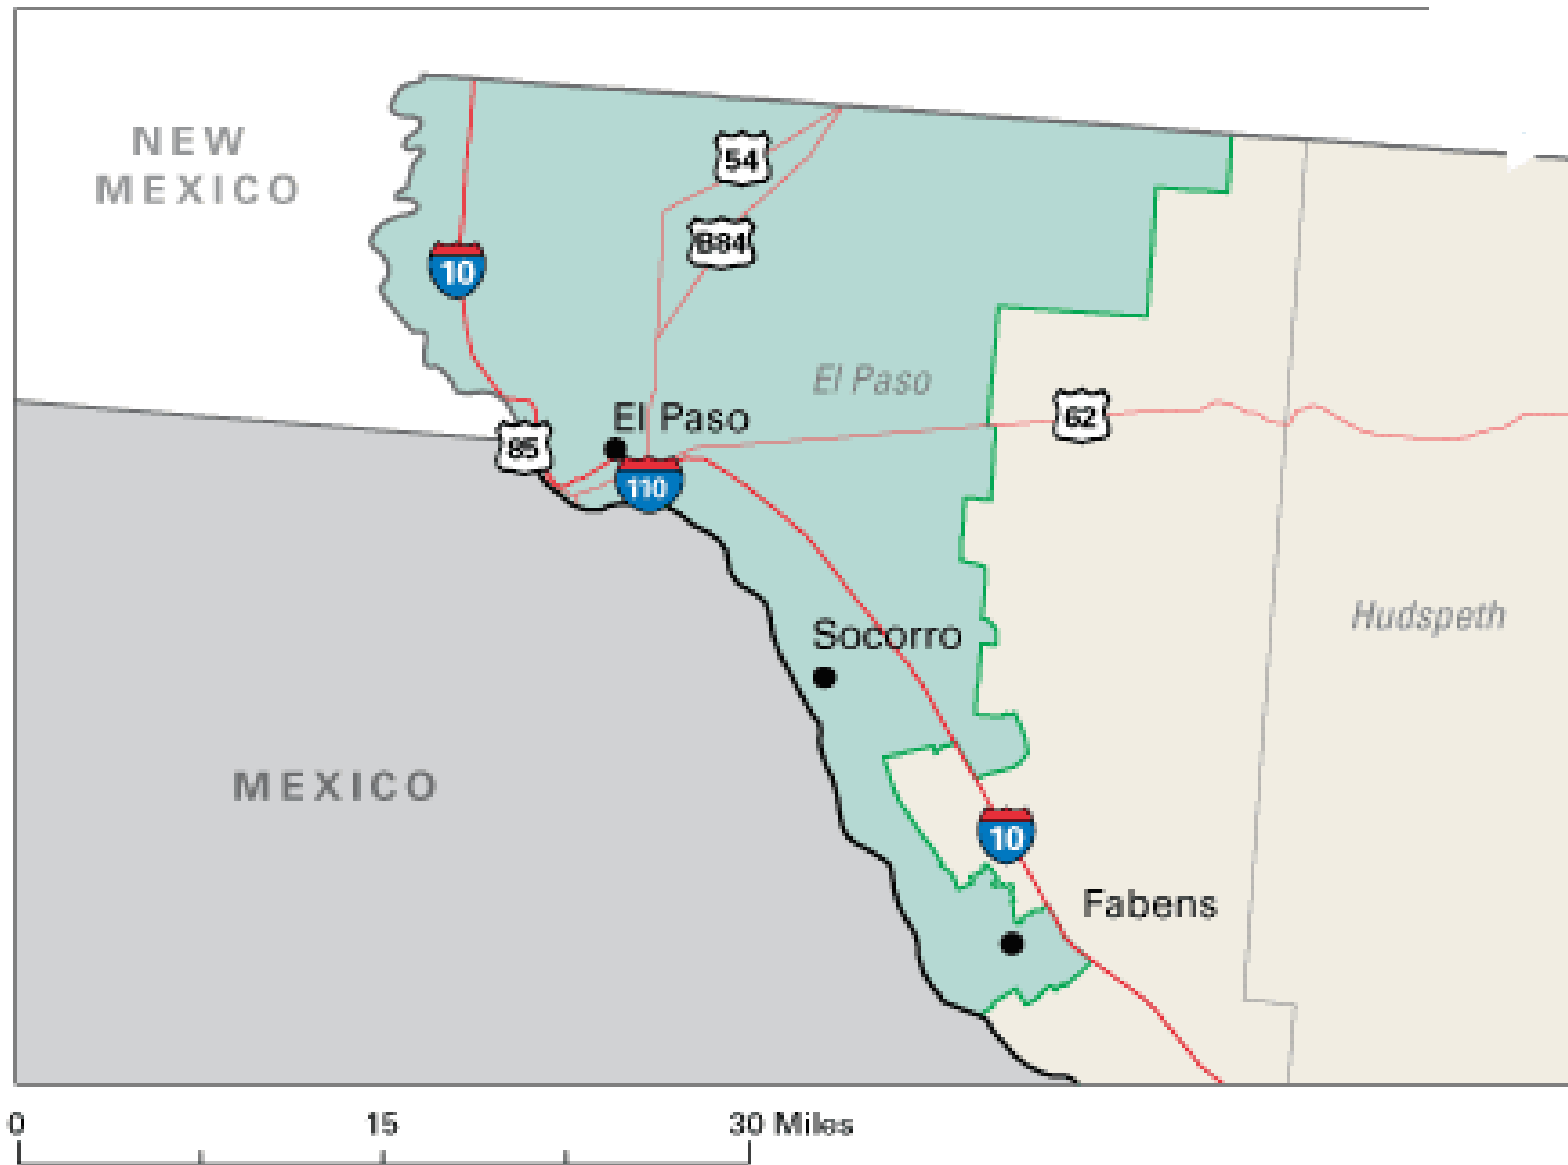 NEW
MEXICO
54
B84
10
El Paso
El Paso
62
85
110
Hudspeth
Socorro
MEXICO
10
Fabens
0 15 30 Miles